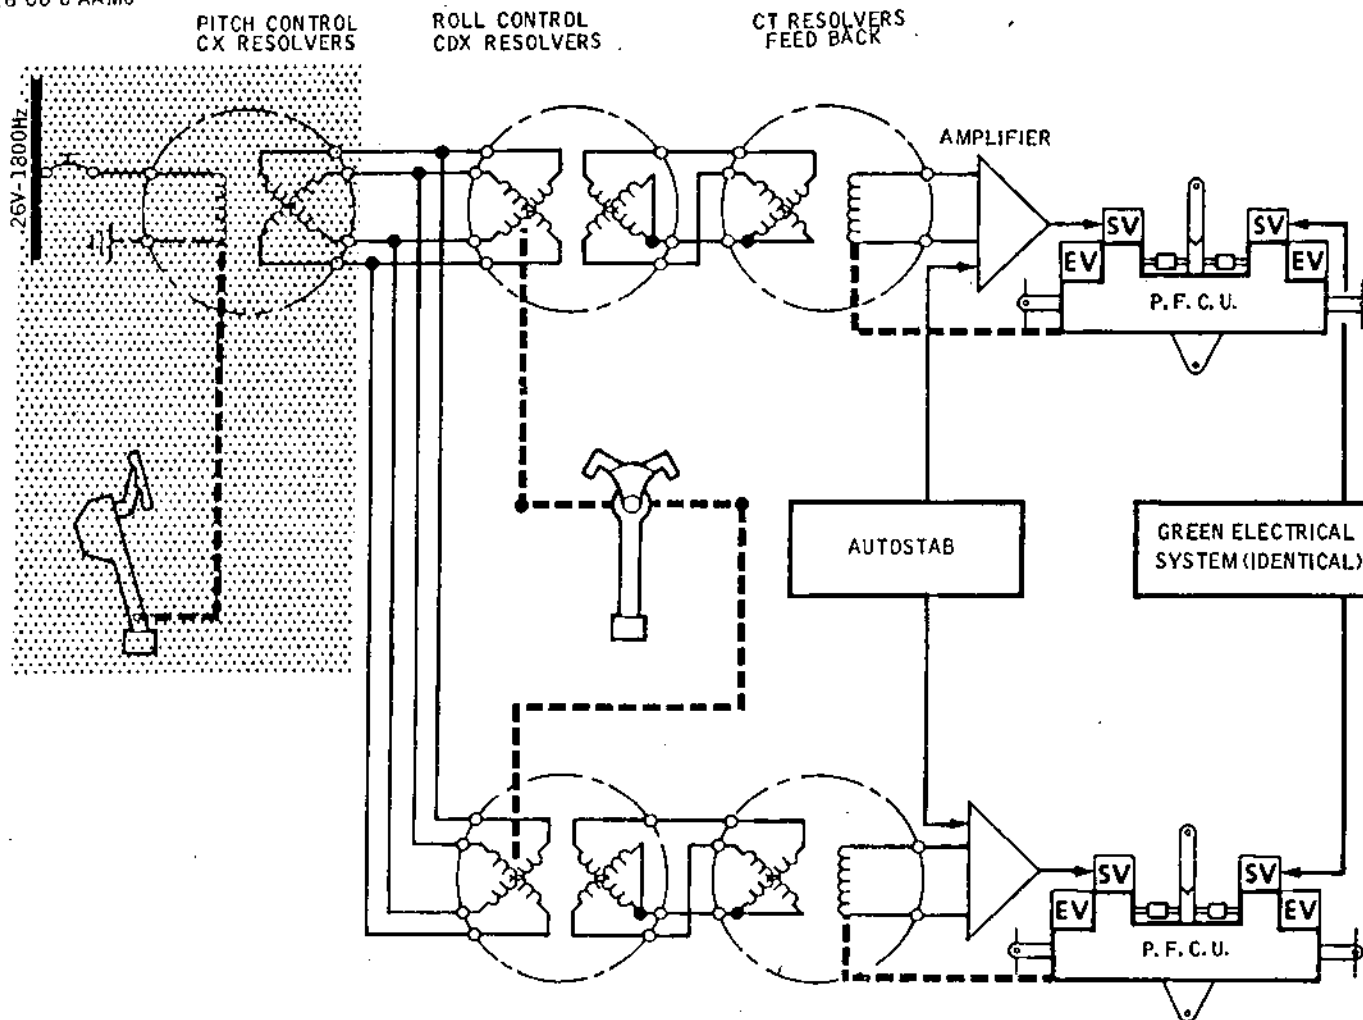 PITCH CONTROL
CX RESOLVERS
ROLL CONTROL
CDX RESOLVERS
CT RESOLVERS
FEED BACK
26V-1800Hz
AMPLIFIER
SV
SV
EV
EV
P.F.C.U.
AUTOSTAB
GREEN ELECTRICAL
SYSTEM (IDENTICAL)
SV
SV
EV
EV
P.F.C.U.